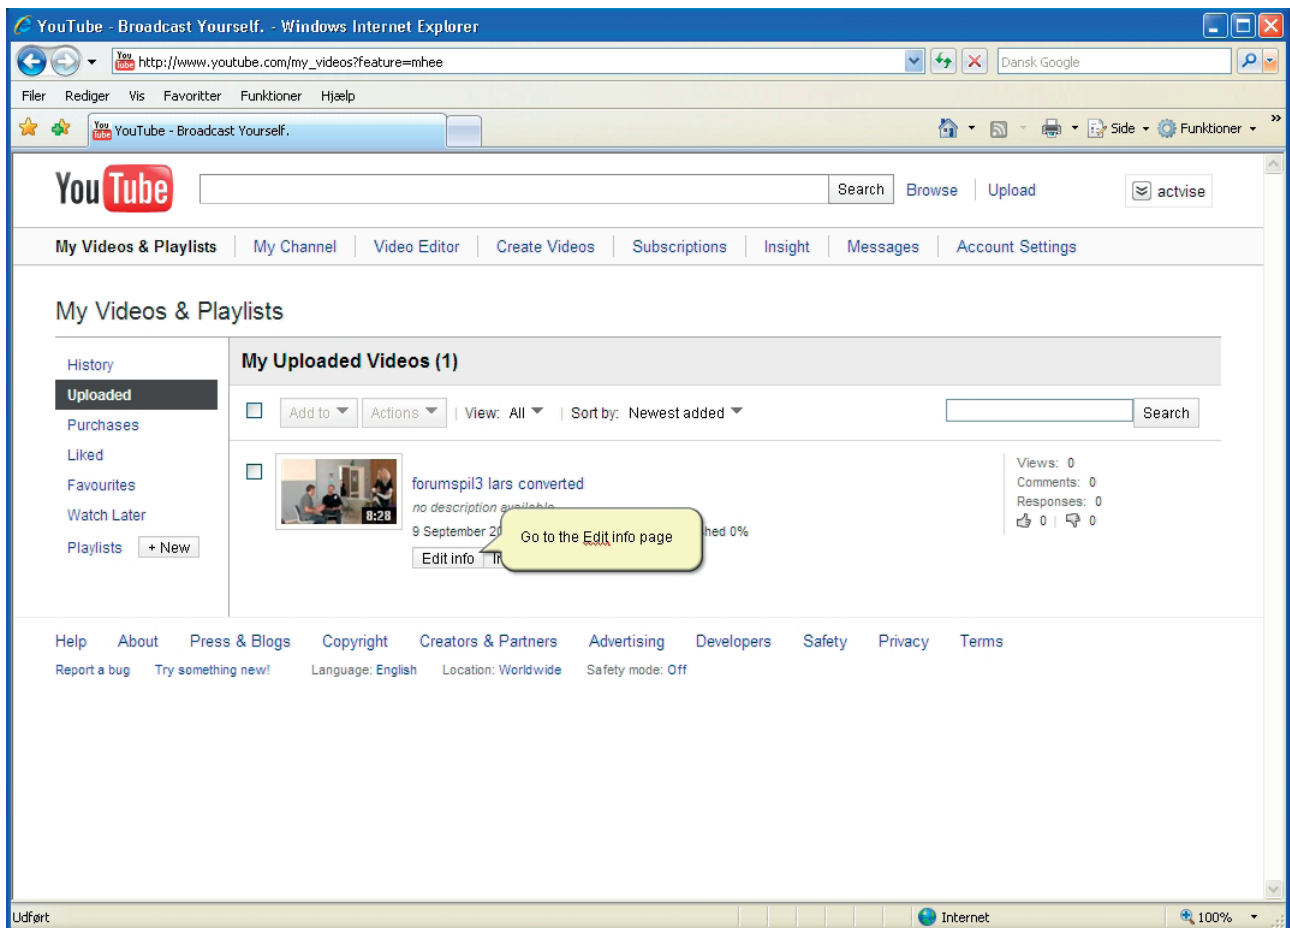 YouTube - Broadcast Yourself. - Windows Internet Explorer
http://www.youtube.com/my_videos?feature=mhee
Dansk Google
Filer Rediger Vis Favoritter Funktioner Hjælp
YouTube - Broadcast Yourself.
Side Funktioner
YouTube
Search Browse Upload actvise
My Videos & Playlists My Channel Video Editor Create Videos Subscriptions Insight Messages Account Settings
My Videos & Playlists
My Uploaded Videos (1)
History
Uploaded
Purchases
Liked
Favourites
Watch Later
Playlists + New
Add to Actions View: All Sort by: Newest added Search
8:28
forumspil3 lars converted
no description available
9 September 0%
Edit info
Go to the Edit info page
Views: 0
Comments: 0
Responses: 0
0 0
Help About Press & Blogs Copyright Creators & Partners Advertising Developers Safety Privacy Terms
Report a bug Try something new! Language: English Location: Worldwide Safety mode: Off
Udført Internet 100%